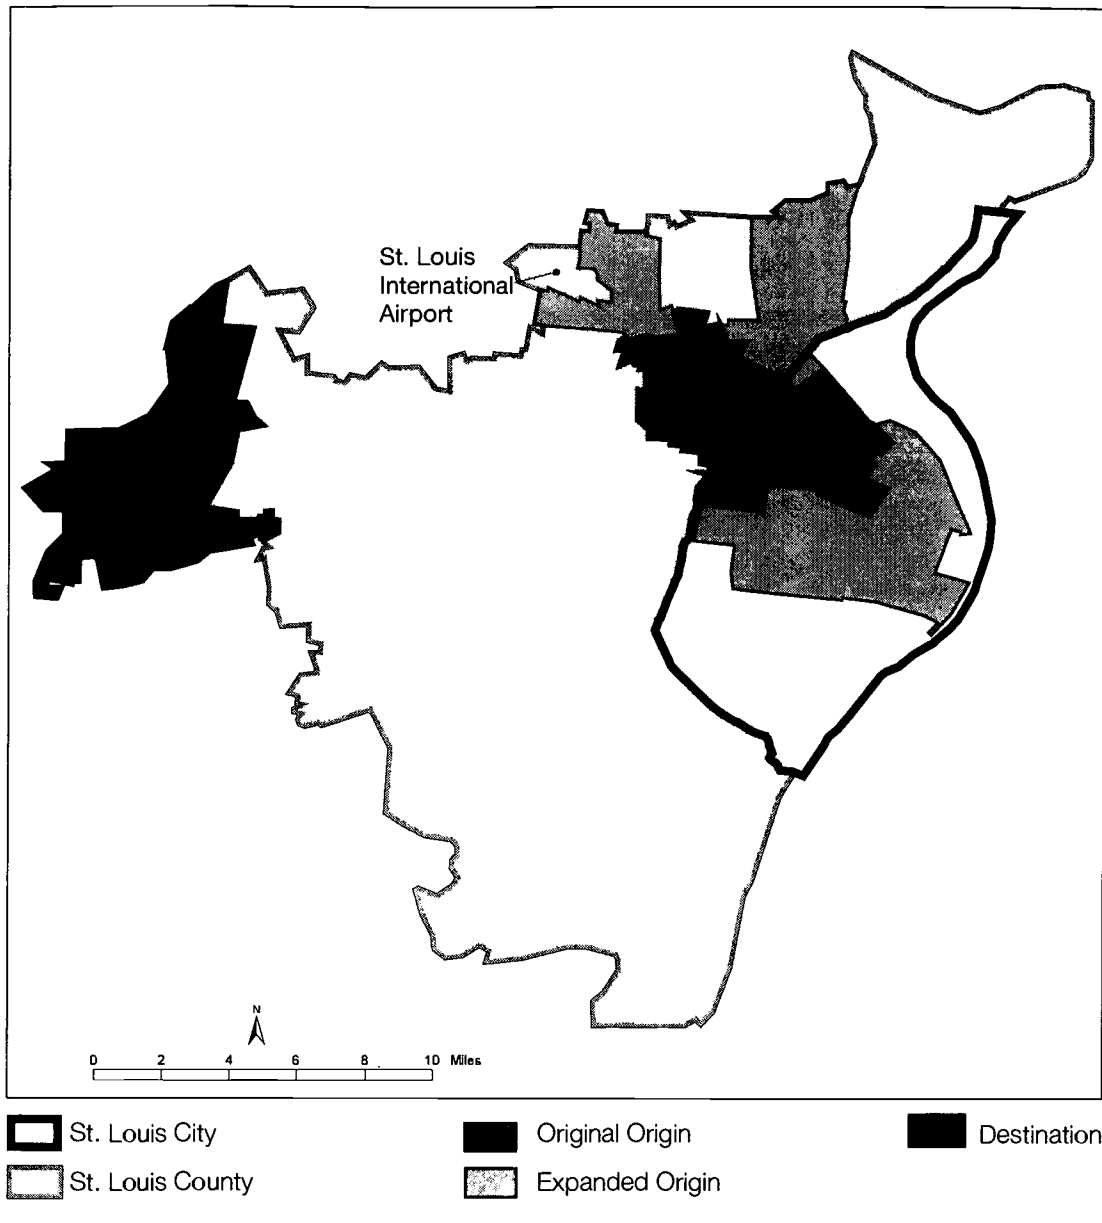 St. Louis
International
Airport
N
0 2 4 6 8 10 Miles
St. Louis City
Original Origin
Destination
St. Louis County
Expanded Origin